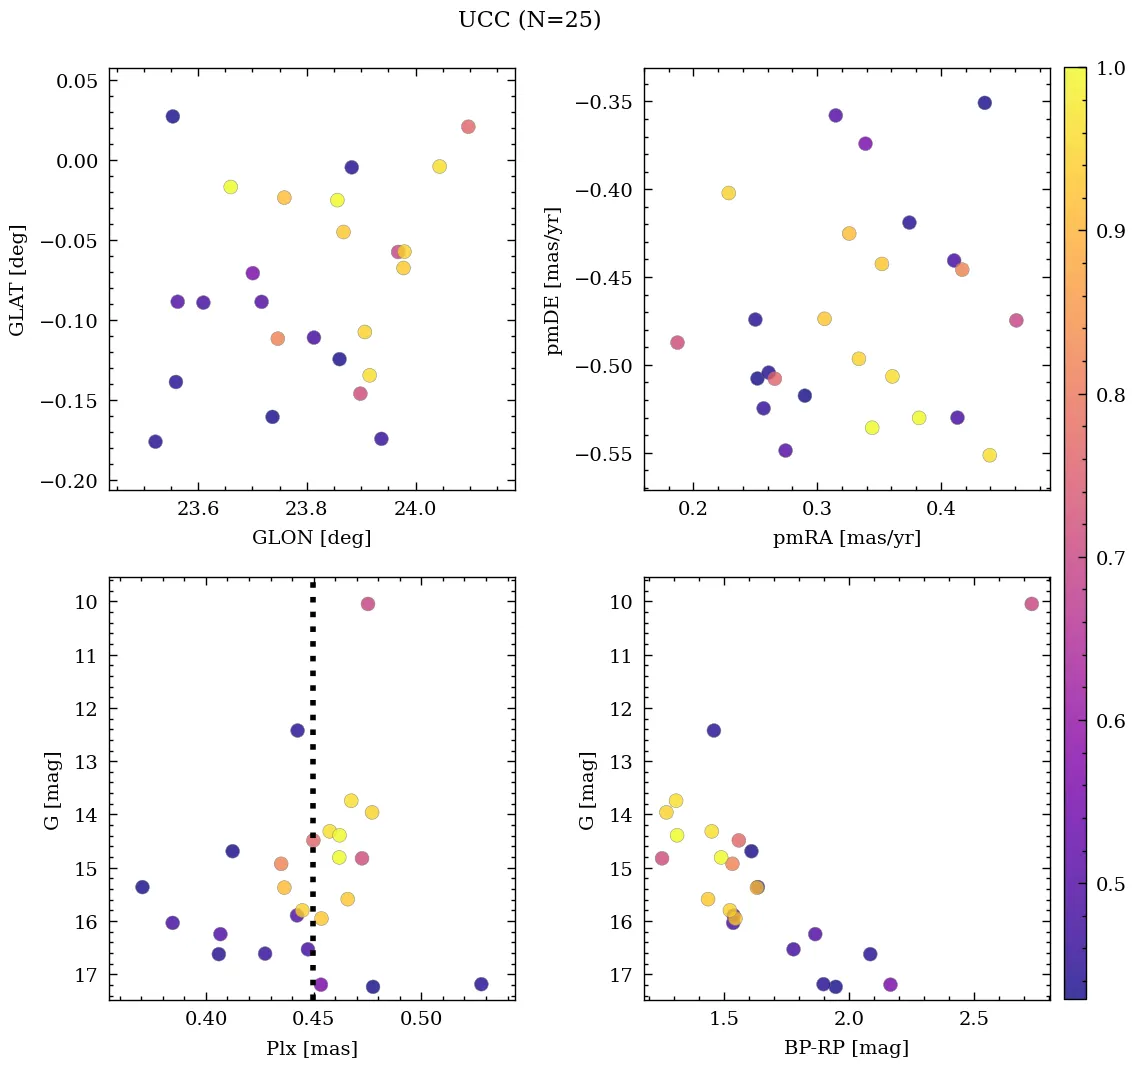 UCC (N=25)
0.05
0.00
−0.05
−0.10
−0.15
−0.20
GLAT [deg]
23.6 23.8 24.0
GLON [deg]
−0.35
−0.40
−0.45
−0.50
−0.55
pmDE [mas/yr]
0.2 0.3 0.4
pmRA [mas/yr]
10
11
12
13
14
15
16
17
G [mag]
0.40 0.45 0.50
Plx [mas]
10
11
12
13
14
15
16
17
G [mag]
1.5 2.0 2.5
BP-RP [mag]
1.0
0.9
0.8
0.7
0.6
0.5